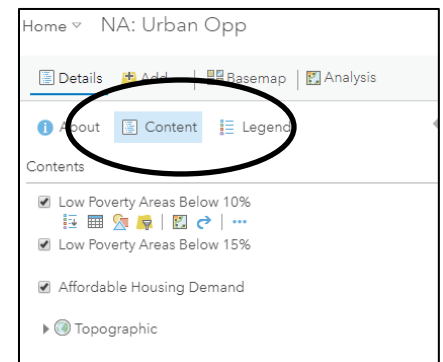 Home NA: Urban Opp
Details Add Basemap Analysis
About Content Legend
Contents
Low Poverty Areas Below 10%
Low Poverty Areas Below 15%
Affordable Housing Demand
Topographic